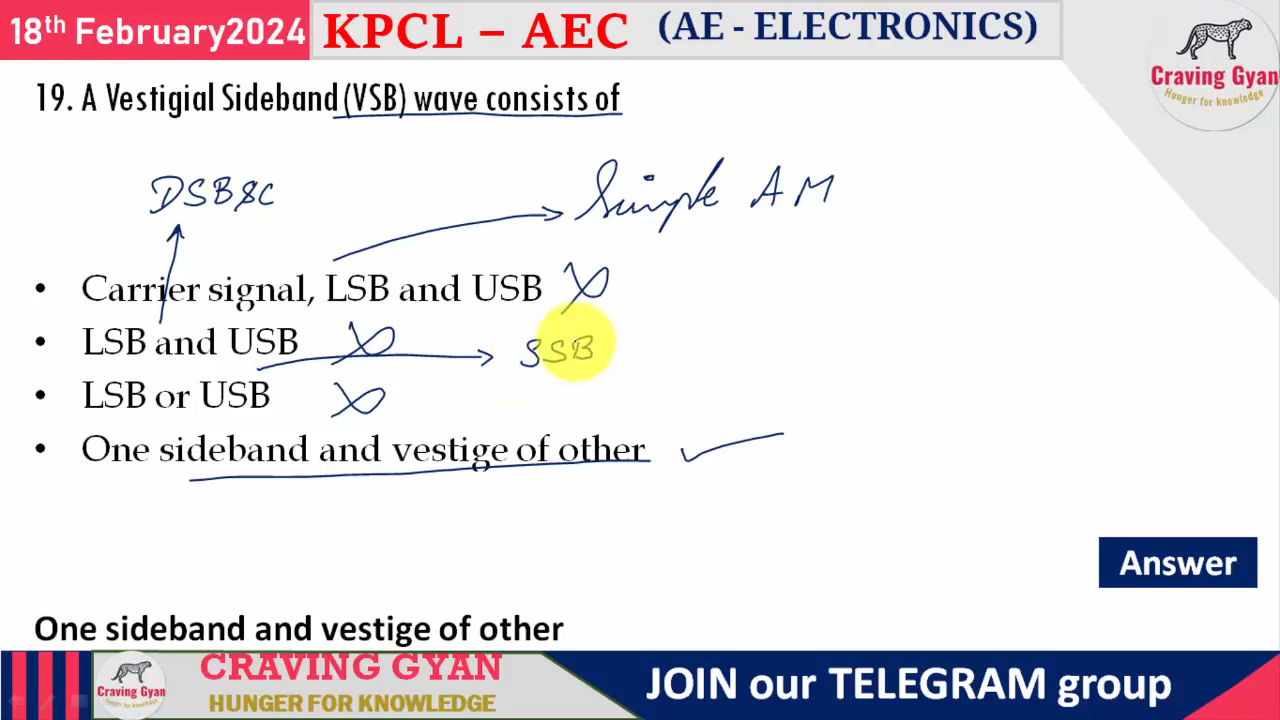 18th February2024
KPCL – AEC
(AE - ELECTRONICS)
Craving Gyan
Hunger for knowledge
19. A Vestigial Sideband (VSB) wave consists of
DSBSC
Simple AM
• Carrier signal, LSB and USB
• LSB and USB
SSB
• LSB or USB
• One sideband and vestige of other
Answer
One sideband and vestige of other
Craving Gyan
Hunger for knowledge
CRAVING GYAN
HUNGER FOR KNOWLEDGE
JOIN our TELEGRAM group